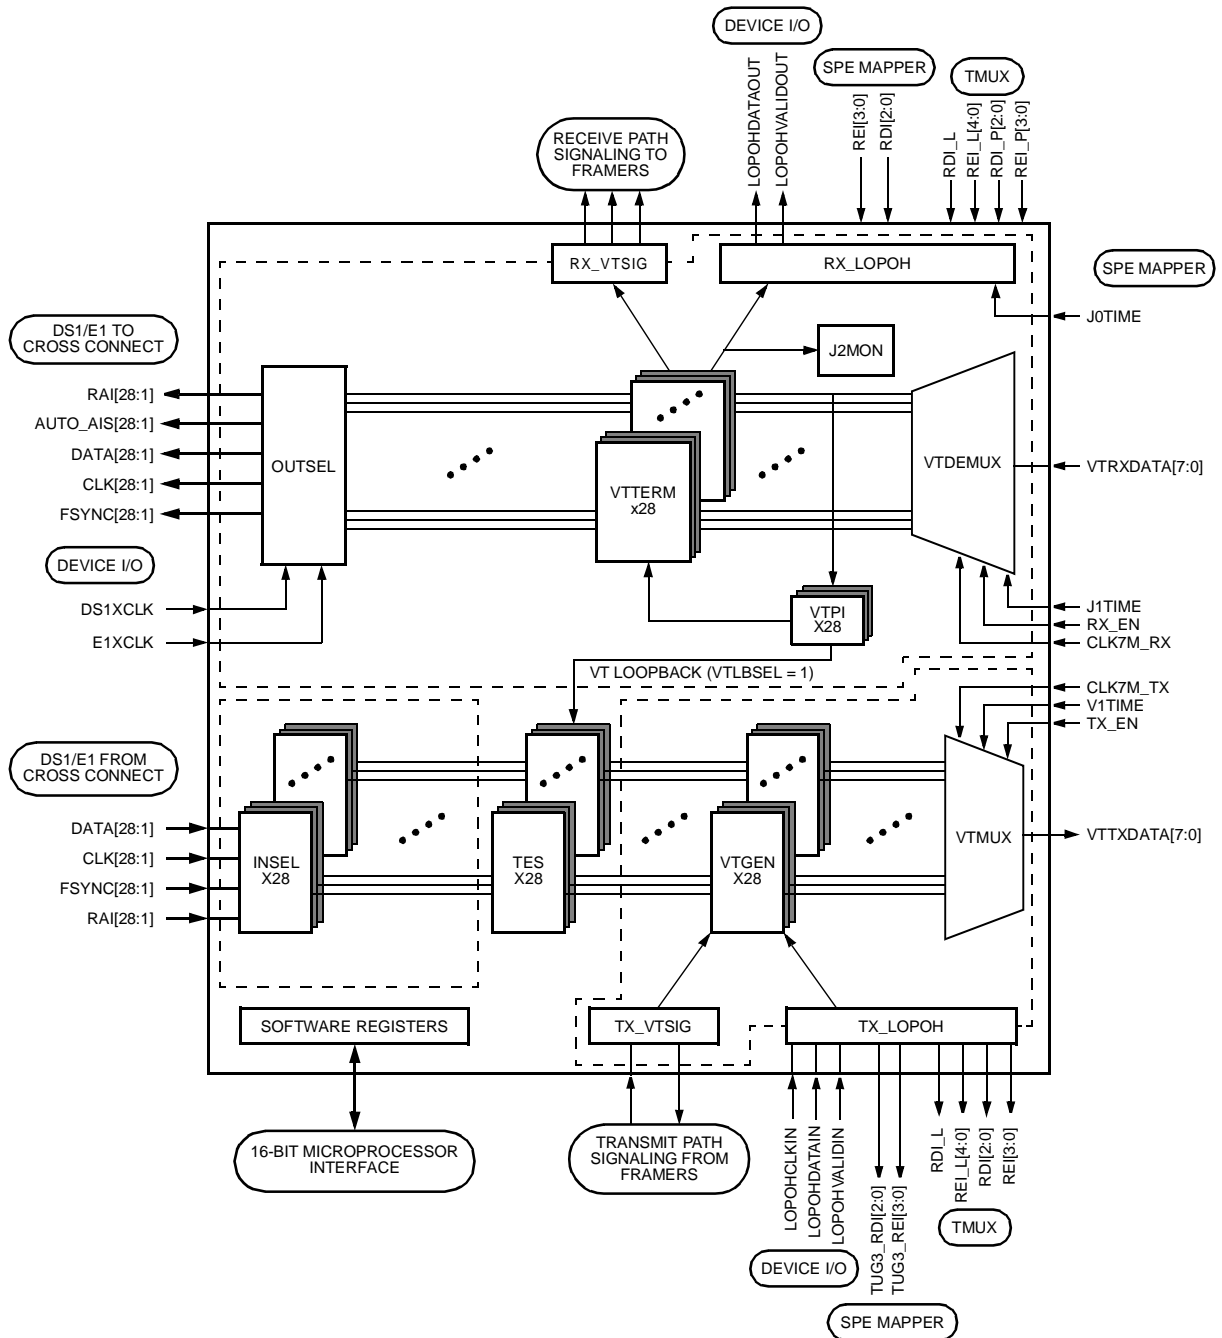 DEVICE I/O
SPE MAPPER
TMUX
LOPOHDATAOUT
LOPOHVALIDOUT
REI[3:0]
RDI[2:0]
RDI_L
REI_L[4:0]
RDI_P[2:0]
REI_P[3:0]
RECEIVE PATH
SIGNALING TO
FRAMERS
RX_VTSIG
RX_LOPOH
SPE MAPPER
J0TIME
DS1/E1 TO
CROSS CONNECT
J2MON
RAI[28:1]
AUTO_AIS[28:1]
DATA[28:1]
CLK[28:1]
FSYNC[28:1]
OUTSEL
VTTERM
x28
VTDEMUX
VTRXDATA[7:0]
DEVICE I/O
DS1XCLK
E1XCLK
VTPI
X28
J1TIME
RX_EN
CLK7M_RX
VT LOOPBACK (VTLBSEL = 1)
CLK7M_TX
V1TIME
TX_EN
DS1/E1 FROM
CROSS CONNECT
DATA[28:1]
CLK[28:1]
FSYNC[28:1]
RAI[28:1]
INSEL
X28
TES
X28
VTGEN
X28
VTMUX
VTTXDATA[7:0]
SOFTWARE REGISTERS
TX_VTSIG
TX_LOPOH
16-BIT MICROPROCESSOR
INTERFACE
TRANSMIT PATH
SIGNALING FROM
FRAMERS
LOPOHCLKIN
LOPOHDATAIN
LOPOHVALIDIN
TUG3_RDI[2:0]
TUG3_REI[3:0]
RDI_L
REI_L[4:0]
RDI[2:0]
REI[3:0]
TMUX
DEVICE I/O
SPE MAPPER